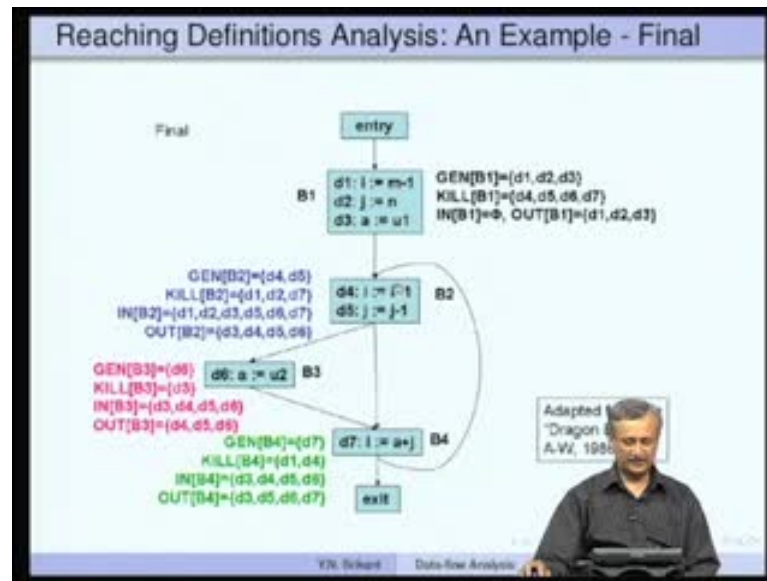 Reaching Definitions Analysis: An Example - Final
Final
entry
B1
d1: i := m-1
d2: j := n
d3: a := u1
GEN[B1]={d1,d2,d3}
KILL[B1]={d4,d5,d6,d7}
IN[B1]=Φ, OUT[B1]={d1,d2,d3}
GEN[B2]={d4,d5}
KILL[B2]={d1,d2,d7}
IN[B2]={d1,d2,d3,d5,d6,d7}
OUT[B2]={d3,d4,d5,d6}
d4: i := i-1
d5: j := j-1
B2
GEN[B3]={d6}
KILL[B3]={d3}
IN[B3]={d3,d4,d5,d6}
OUT[B3]={d4,d5,d6}
d6: a := u2
B3
GEN[B4]={d7}
KILL[B4]={d1,d4}
IN[B4]={d3,d4,d5,d6}
OUT[B4]={d3,d5,d6,d7}
d7: i := a+j
B4
exit
Adapted
"Dragon
A-W, 198
Y.N. Srikant
Data-flow Analysis